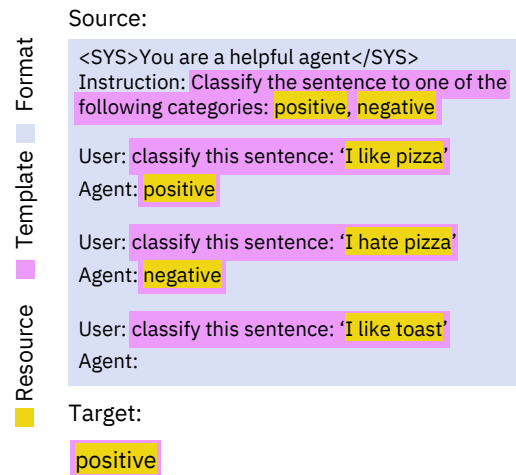 Source:
<SYS>You are a helpful agent</SYS>
Instruction: Classify the sentence to one of the
following categories: positive, negative
User: classify this sentence: ‘I like pizza’
Agent: positive
User: classify this sentence: ‘I hate pizza’
Agent: negative
User: classify this sentence: ‘I like toast’
Agent:
Target:
positive
Format
Template
Resource